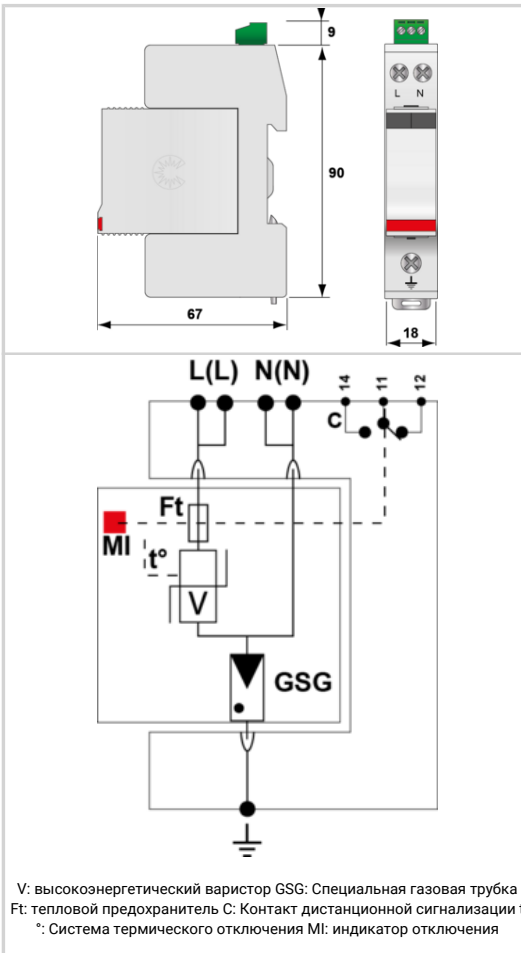 9
90
67
L N
18
L(L) N(N)
14 11 12
C
Ft
MI
t°
V
GSG
V: высокоэнергетический варистор GSG: Специальная газовая трубка
Ft: тепловой предохранитель C: Контакт дистанционной сигнализации t
°: Система термического отключения MI: индикатор отключения